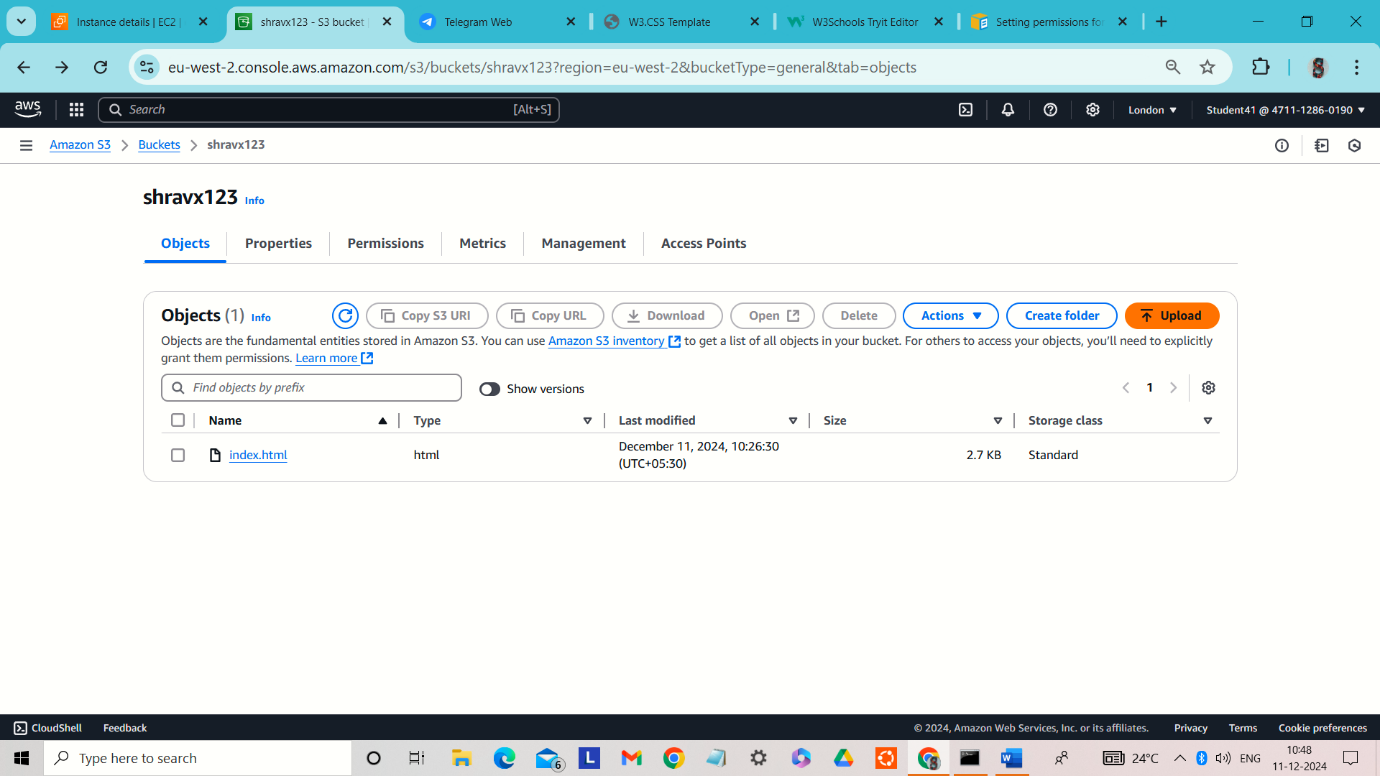 Instance details | EC2 |
shravx123 - S3 bucket |
Telegram Web
W3.CSS Template
W3Schools Tryit Editor
Setting permissions fo
eu-west-2.console.aws.amazon.com/s3/buckets/shravx123?region=eu-west-2&bucketType=general&tab=objects
aws
Search
[Alt+S]
London
Student41 @ 4711-1286-0190
Amazon S3
Buckets
shravx123
shravx123 Info
Objects
Properties
Permissions
Metrics
Management
Access Points
Objects (1) Info
Copy S3 URI
Copy URL
Download
Open
Delete
Actions
Create folder
Upload
Objects are the fundamental entities stored in Amazon S3. You can use Amazon S3 inventory to get a list of all objects in your bucket. For others to access your objects, you'll need to explicitly
grant them permissions. Learn more
Find objects by prefix
Show versions
1
Name
Type
Last modified
Size
Storage class
index.html
html
December 11, 2024, 10:26:30
(UTC+05:30)
2.7 KB
Standard
CloudShell
Feedback
© 2024, Amazon Web Services, Inc. or its affiliates.
Privacy
Terms
Cookie preferences
Type here to search
6
L
24°C
ENG
10:48
11-12-2024